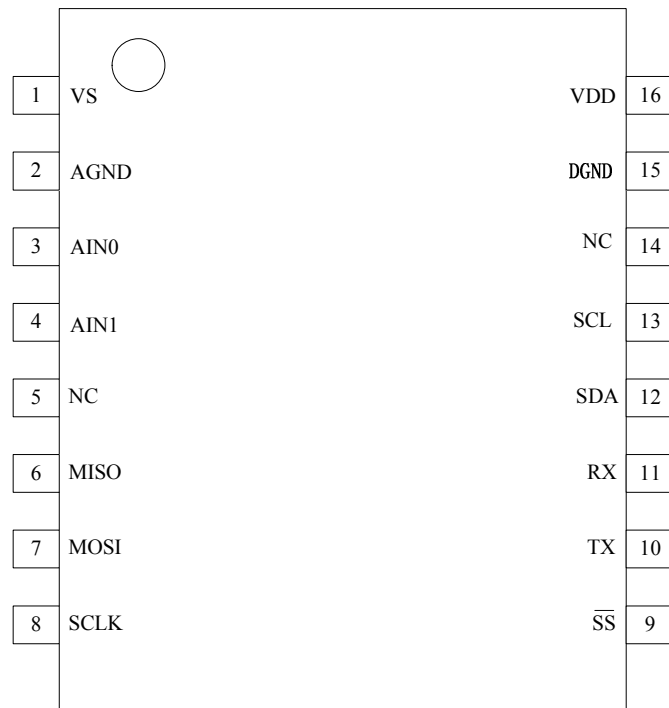 1 VS VDD 16
2 AGND DGND 15
3 AIN0 NC 14
4 AIN1 SCL 13
5 NC SDA 12
6 MISO RX 11
7 MOSI TX 10
8 SCLK S̅S̅ 9